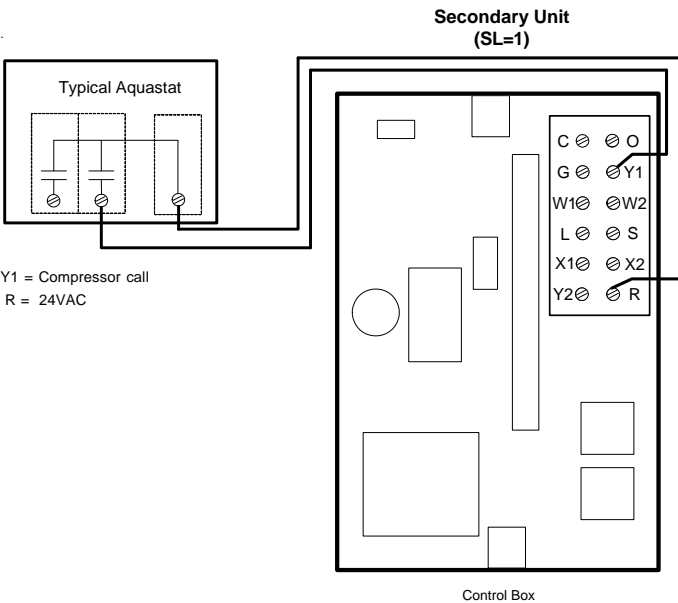 Secondary Unit
(SL=1)
.
Typical Aquastat
C O
G Y1
W1 W2
L S
X1 X2
Y2 R
Y1 = Compressor call
R = 24VAC
Control Box